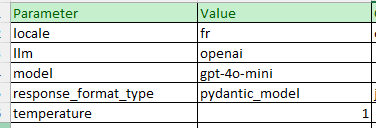 Parameter Value
locale fr
llm openai
model gpt-4o-mini
response_format_type pydantic_model
temperature 1